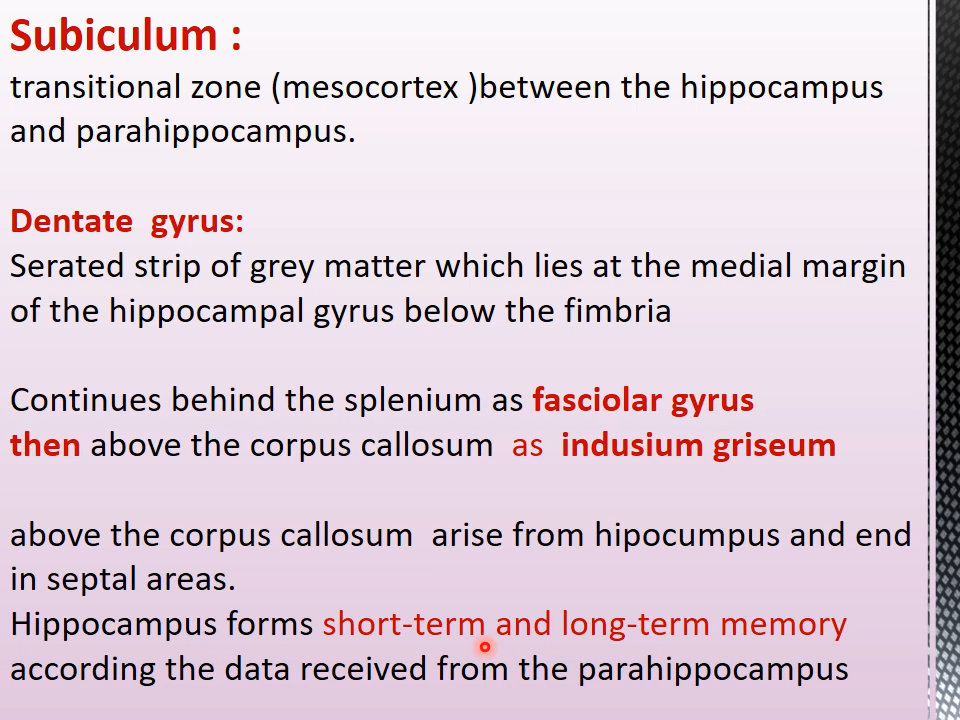 Subiculum :
transitional zone (mesocortex )between the hippocampus
and parahippocampus.
Dentate  gyrus:
Serated strip of grey matter which lies at the medial margin
of the hippocampal gyrus below the fimbria
Continues behind the splenium as fasciolar gyrus
then above the corpus callosum  as  indusium griseum
above the corpus callosum  arise from hipocumpus and end
in septal areas.
Hippocampus forms short-term and long-term memory
according the data received from the parahippocampus